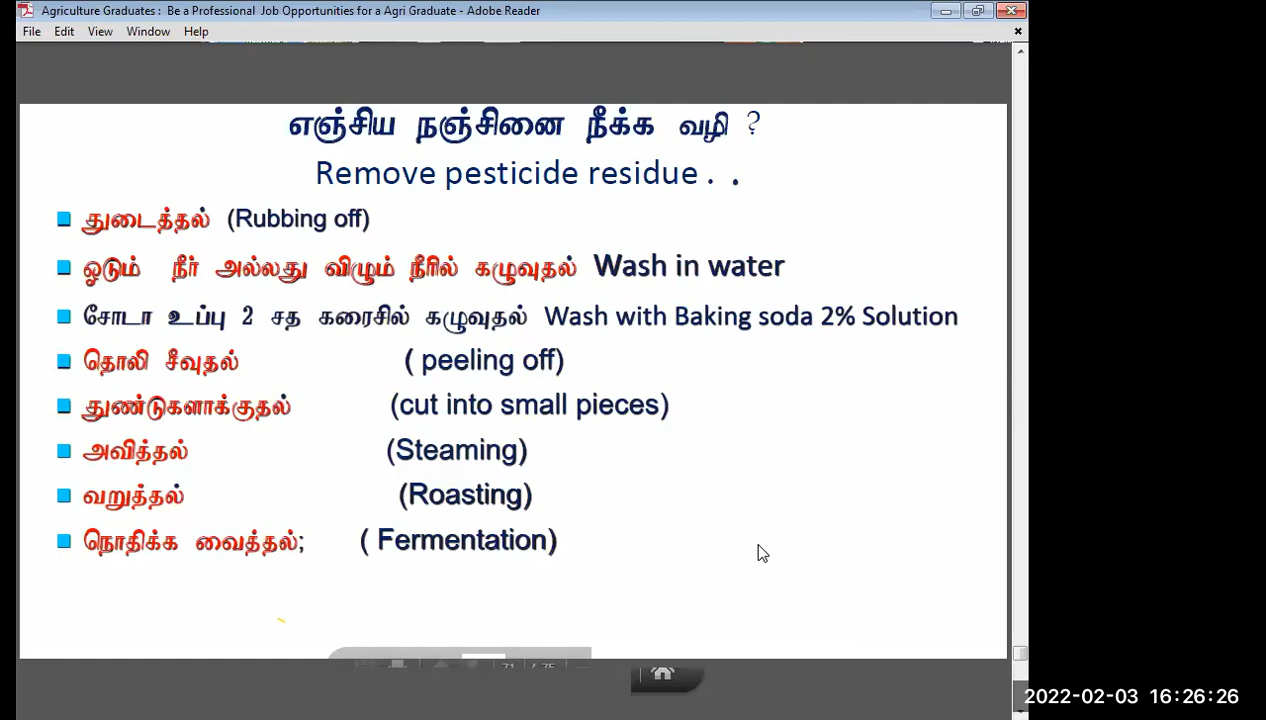 Agriculture Graduates : Be a Professional Job Opportunities for a Agri Graduate - Adobe Reader
File Edit View Window Help
எஞ்சிய நஞ்சினை நீக்க வழி ?
Remove pesticide residue . .
துடைத்தல் (Rubbing off)
ஓடும் நீர் அல்லது விழும் நீரில் கழுவுதல் Wash in water
சோடா உப்பு 2 சத கரைசில் கழுவுதல் Wash with Baking soda 2% Solution
தொலி சீவுதல் ( peeling off)
துண்டுகளாக்குதல் (cut into small pieces)
அவித்தல் (Steaming)
வறுத்தல் (Roasting)
நொதிக்க வைத்தல்; ( Fermentation)
2022-02-03 16:26:26